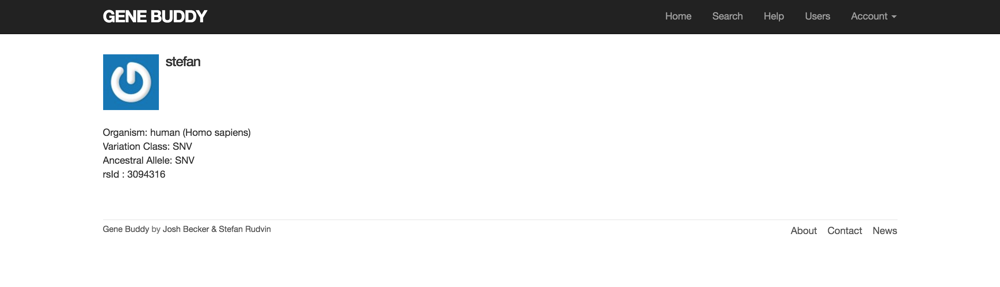 GENE BUDDY
Home Search Help Users Account
stefan
Organism: human (Homo sapiens)
Variation Class: SNV
Ancestral Allele: SNV
rsId : 3094316
Gene Buddy by Josh Becker & Stefan Rudvin
About Contact News